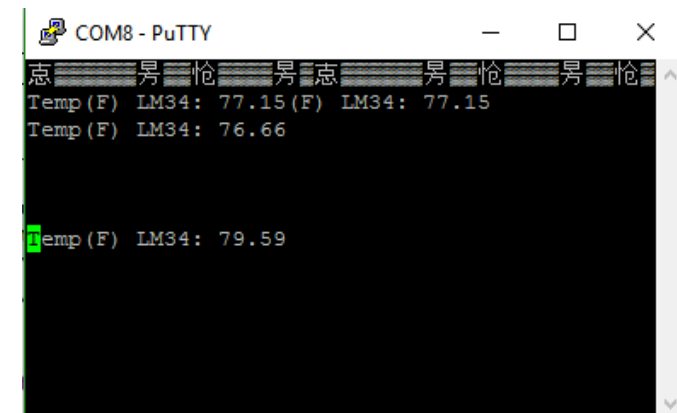 COM8 - PuTTY
Temp(F) LM34: 77.15(F) LM34: 77.15
Temp(F) LM34: 76.66
Temp(F) LM34: 79.59